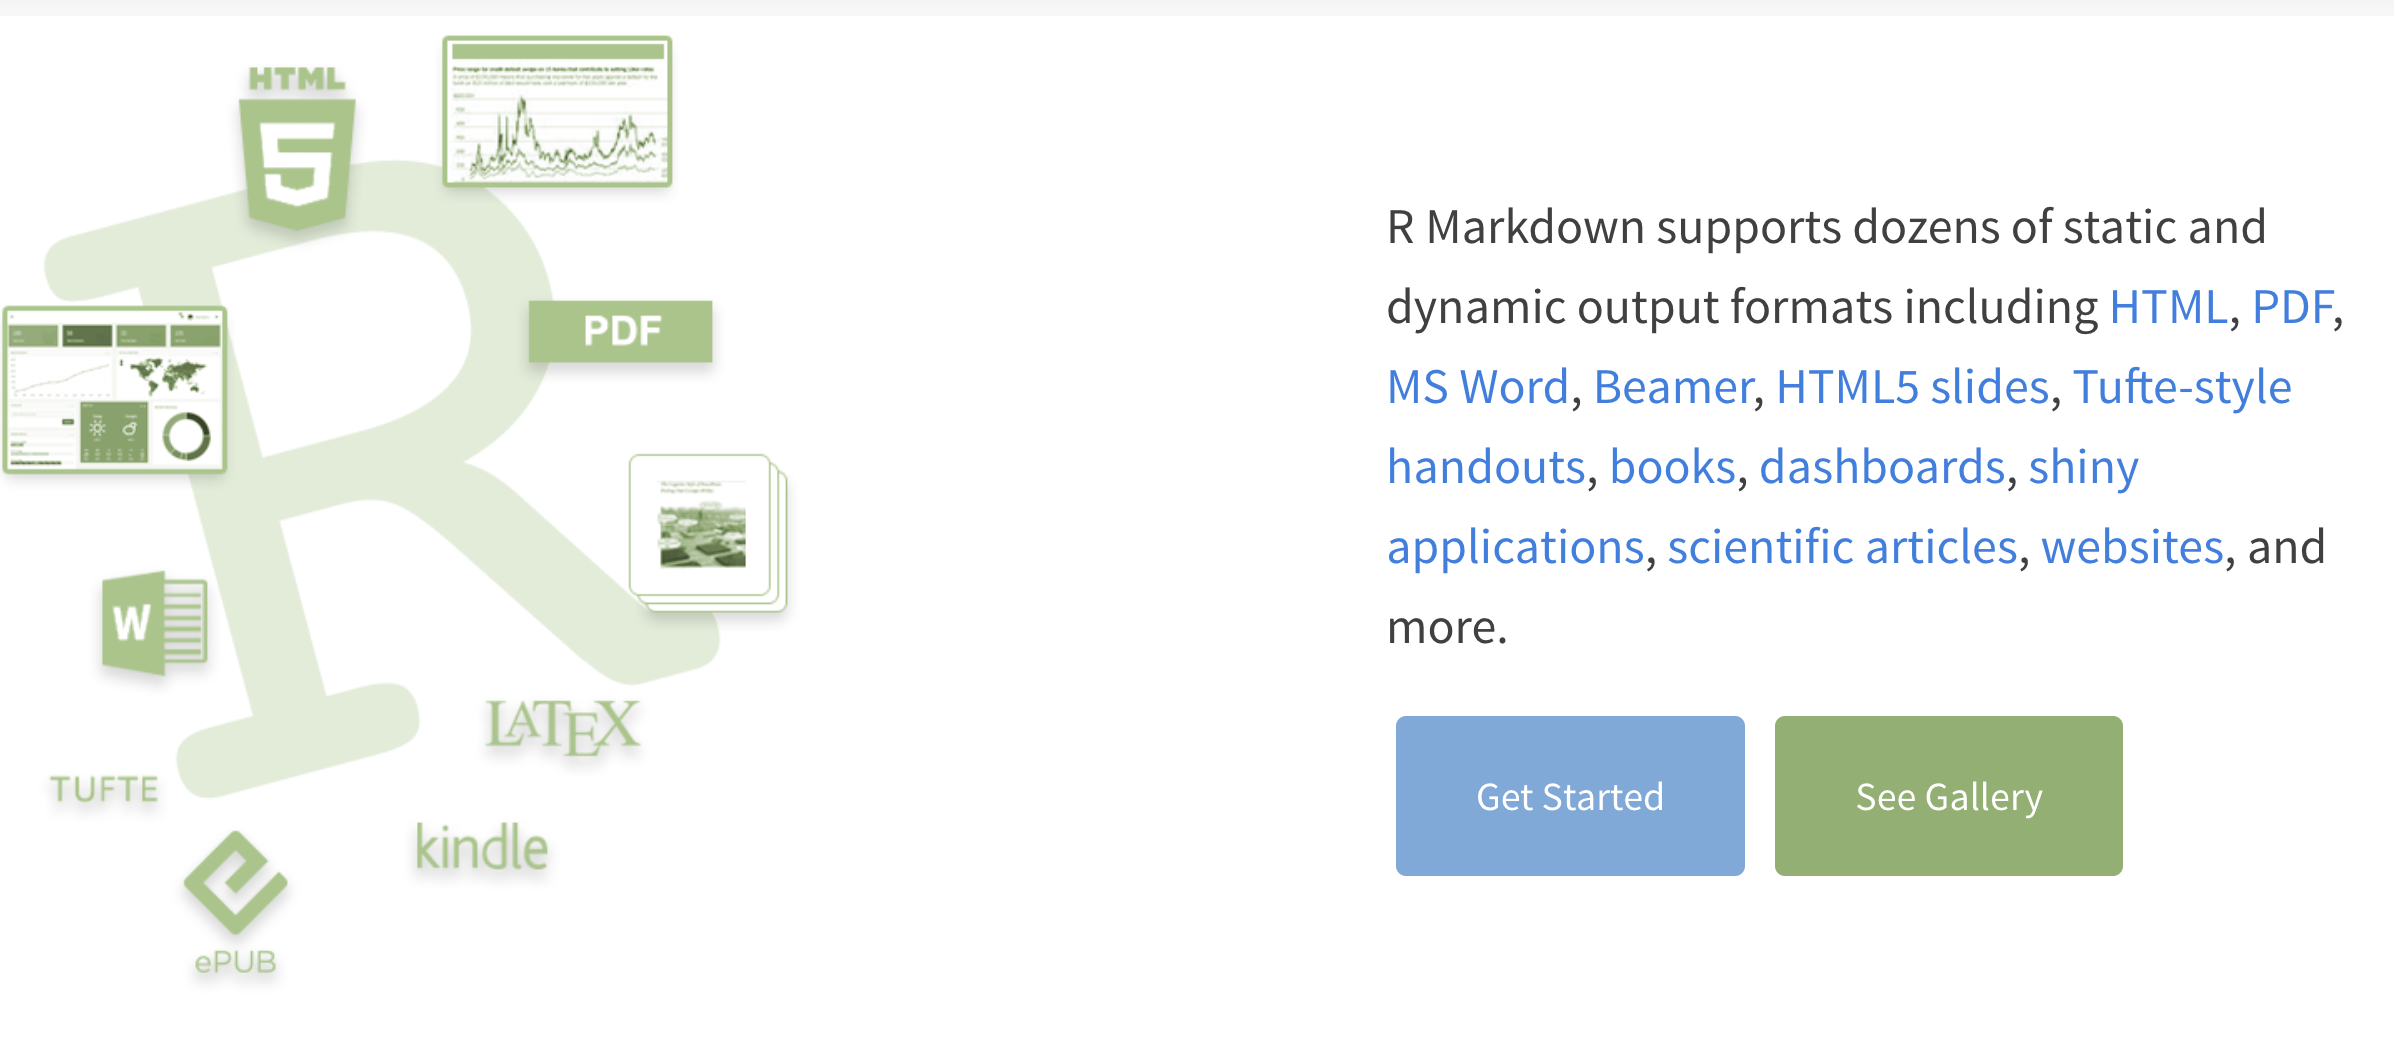 HTML
5
PDF
W
LATEX
TUFTE
kindle
ePUB
R Markdown supports dozens of static and
dynamic output formats including HTML, PDF,
MS Word, Beamer, HTML5 slides, Tufte-style
handouts, books, dashboards, shiny
applications, scientific articles, websites, and
more.
Get Started
See Gallery